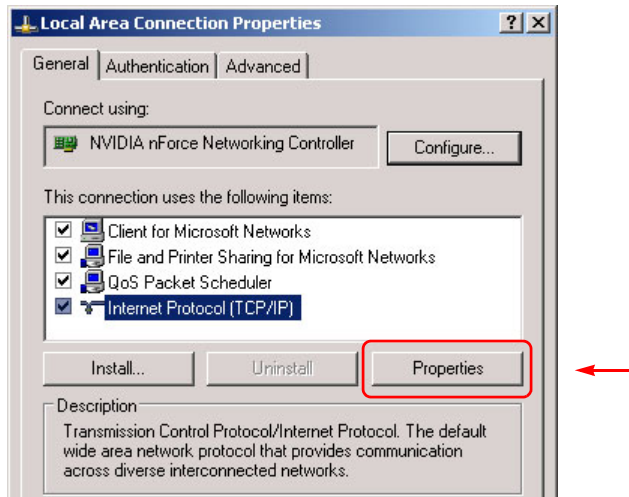 Local Area Connection Properties
General Authentication Advanced
Connect using:
NVIDIA nForce Networking Controller Configure...
This connection uses the following items:
Client for Microsoft Networks
File and Printer Sharing for Microsoft Networks
QoS Packet Scheduler
Internet Protocol (TCP/IP)
Install... Uninstall Properties
Description
Transmission Control Protocol/Internet Protocol. The default
wide area network protocol that provides communication
across diverse interconnected networks.